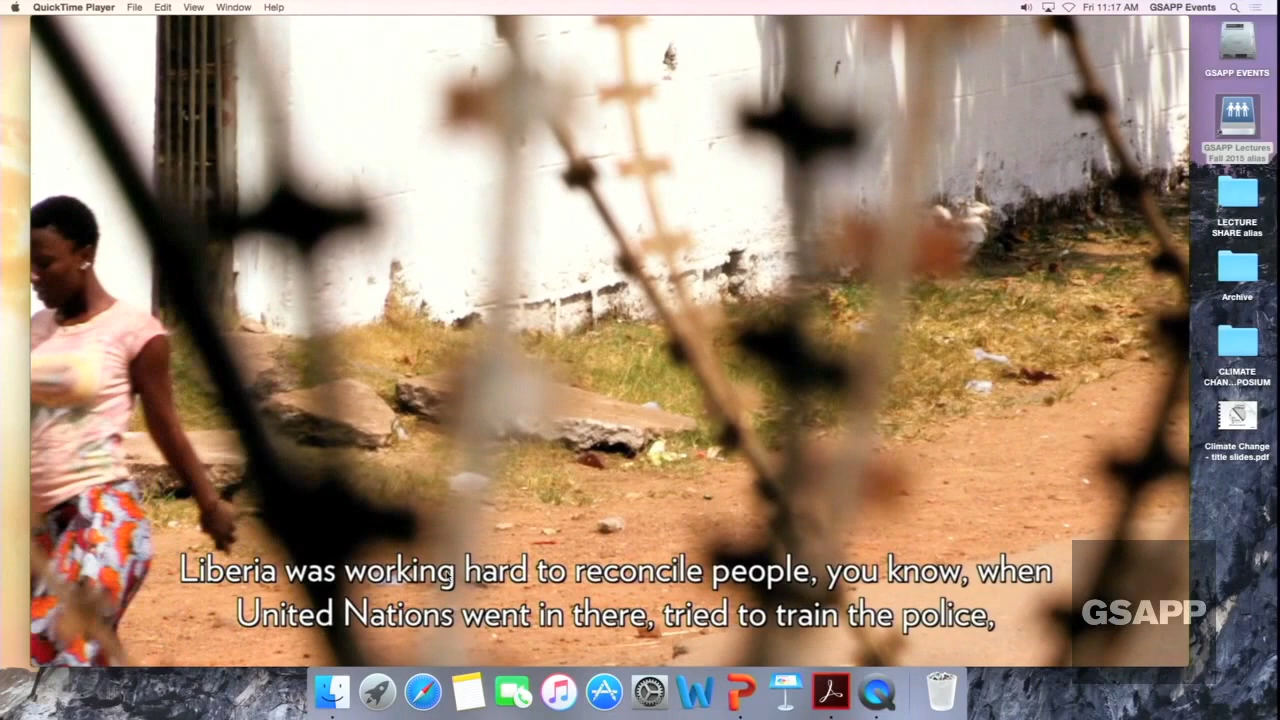 QuickTime Player File Edit View Window Help Fri 11:17 AM GSAPP Events
GSAPP EVENTS
GSAPP Lectures
Fall 2015 alias
LECTURE
SHARE alias
Archive
CLIMATE
CHAN...POSIUM
Climate Change
- title slides.pdf
Liberia was working hard to reconcile people, you know, when
United Nations went in there, tried to train the police,
GSAPP